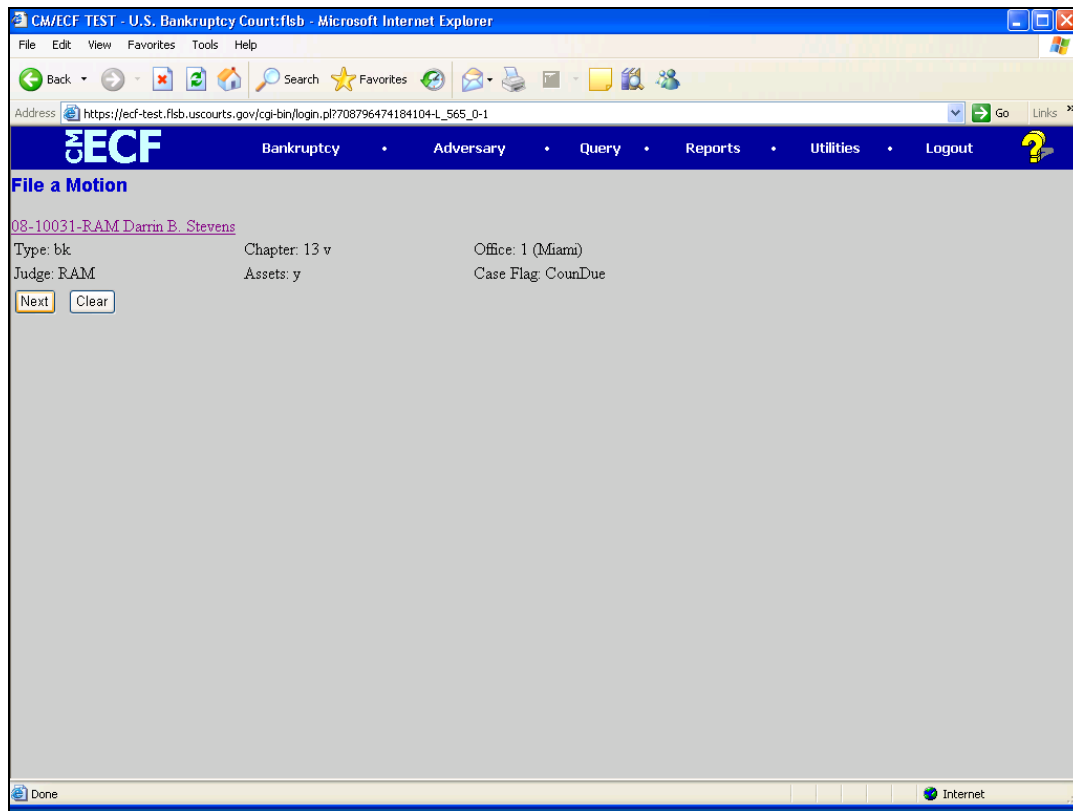 CM/ECF TEST - U.S. Bankruptcy Court:flsb - Microsoft Internet Explorer
File Edit View Favorites Tools Help
Back Search Favorites
Address https://ecf-test.flsb.uscourts.gov/cgi-bin/login.pl?708796474184104-L_565_0-1 Go Links »
CM ECF Bankruptcy • Adversary • Query • Reports • Utilities • Logout ?
File a Motion
08-10031-RAM Darrin B. Stevens
Type: bk Chapter: 13 v Office: 1 (Miami)
Judge: RAM Assets: y Case Flag: CounDue
Next Clear
Done Internet